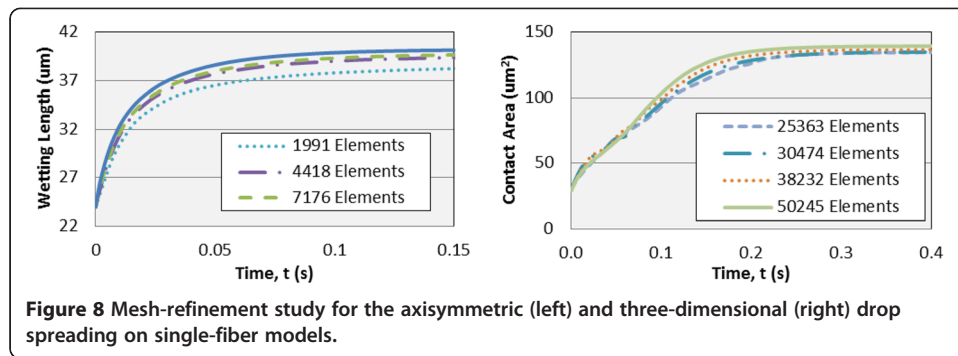 Wetting Length (um)
42
37
32
27
22
1991 Elements
4418 Elements
7176 Elements
0
0.05
0.1
0.15
Time, t (s)
Contact Area (um²)
150
100
50
0
25363 Elements
30474 Elements
38232 Elements
50245 Elements
0.0
0.1
0.2
0.3
0.4
Time, t (s)
Figure 8 Mesh-refinement study for the axisymmetric (left) and three-dimensional (right) drop
spreading on single-fiber models.